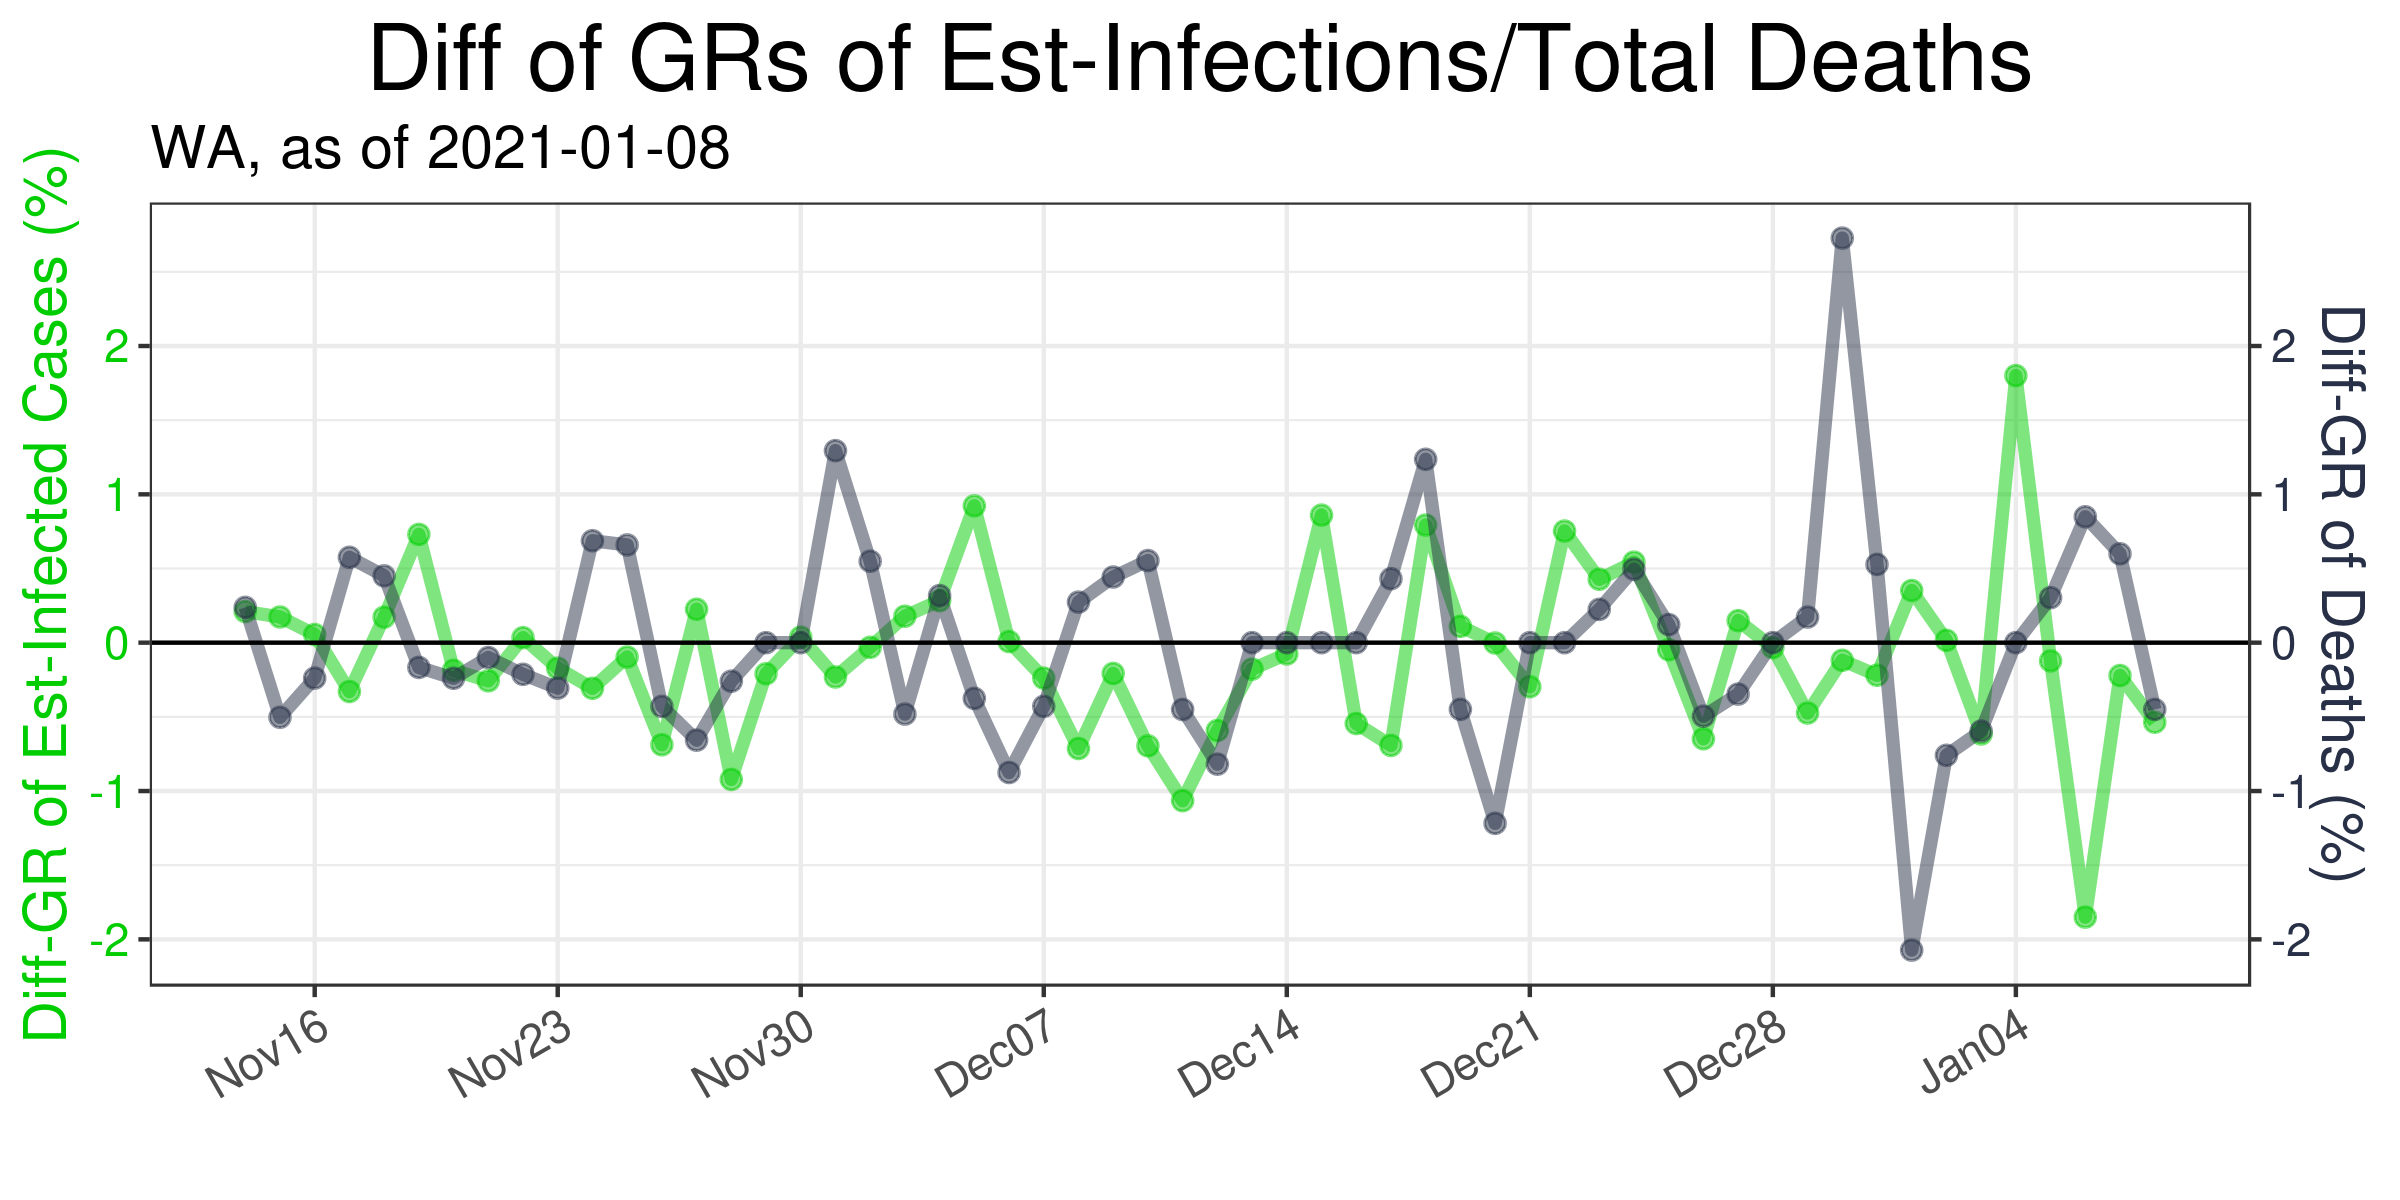 Diff of GRs of Est-Infections/Total Deaths
WA, as of 2021-01-08
Diff-GR of Est-Infected Cases (%)
2
1
0
-1
-2
2
1
0
-1
-2
Diff-GR of Deaths (%)
Nov16
Nov23
Nov30
Dec07
Dec14
Dec21
Dec28
Jan04